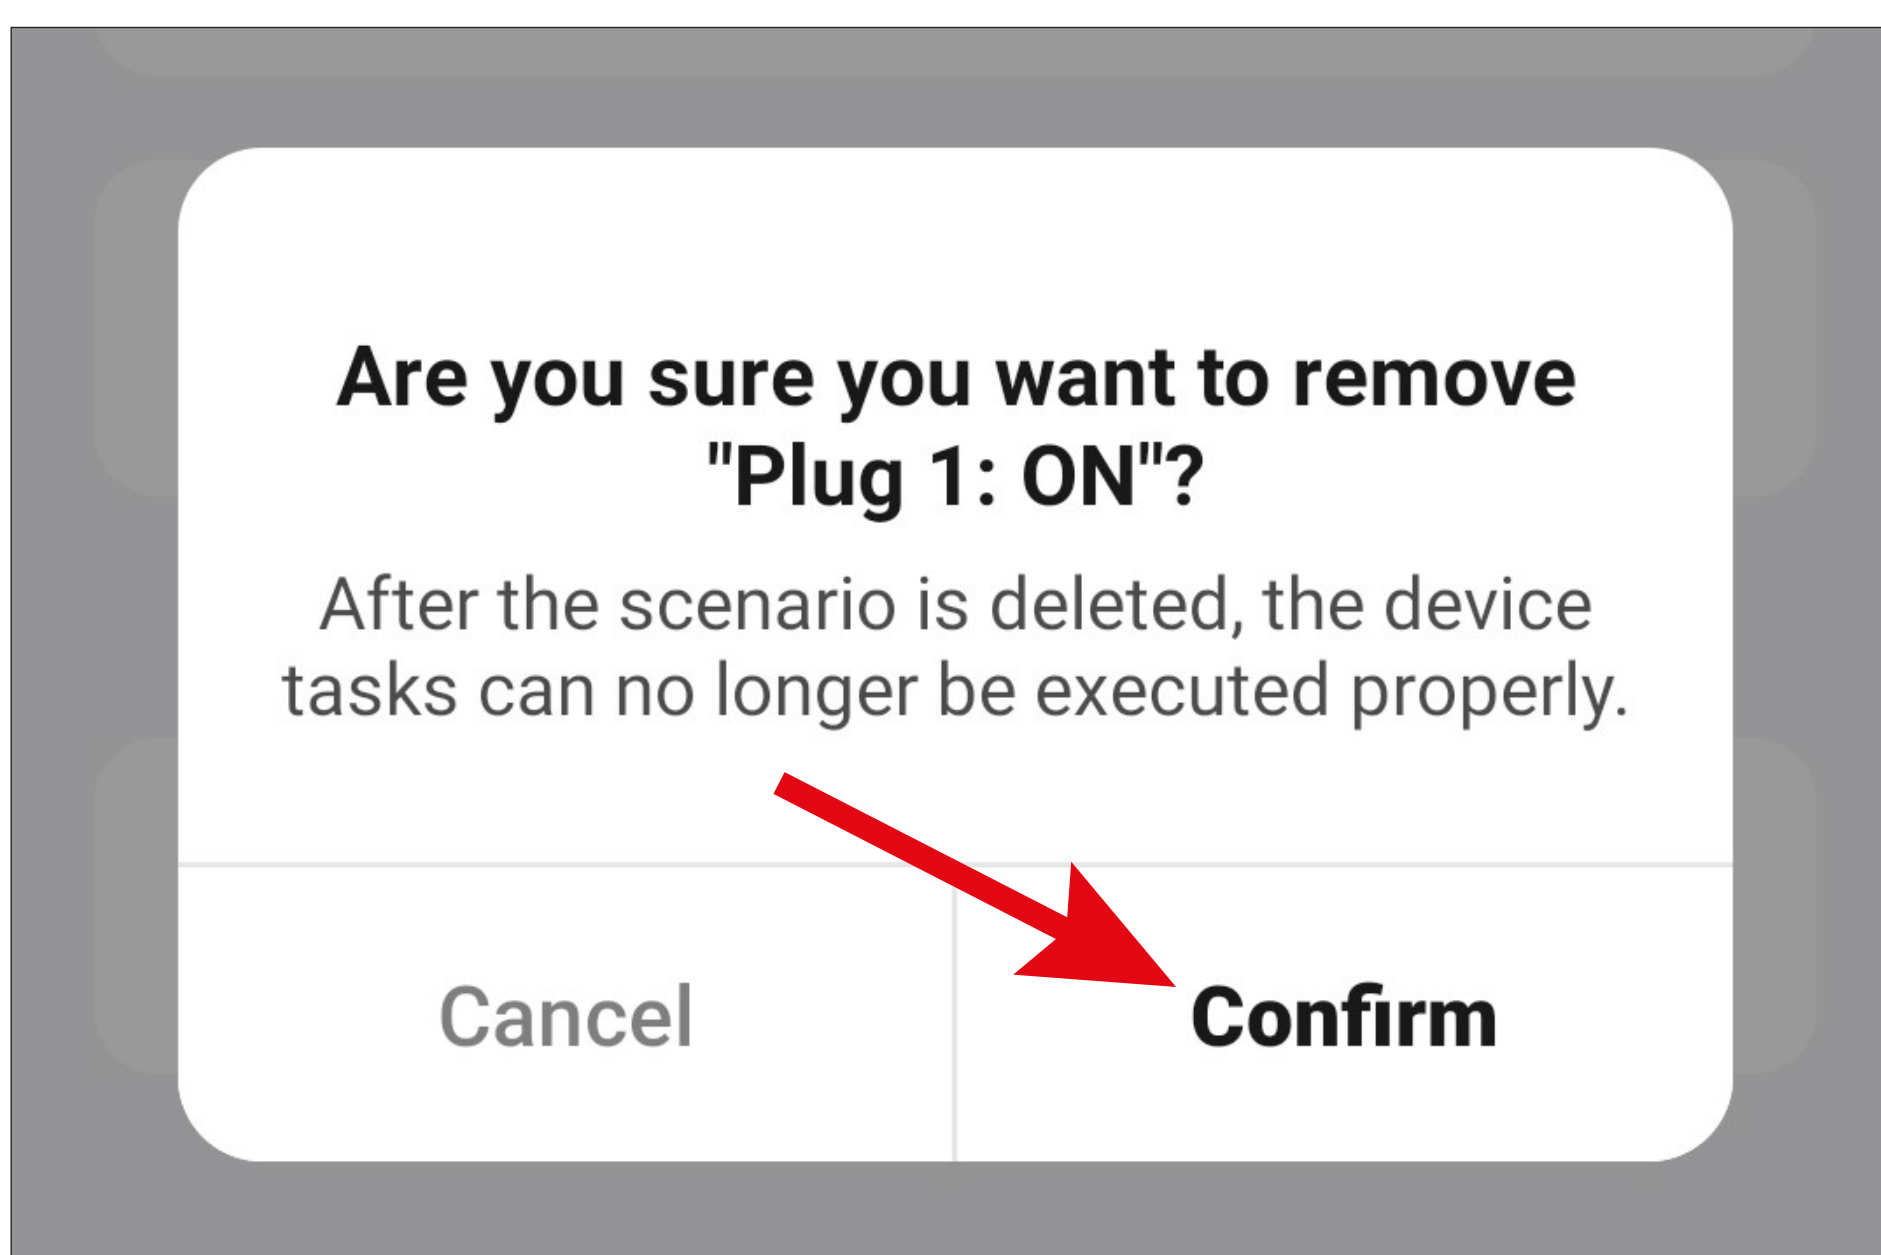 Are you sure you want to remove
"Plug 1: ON"?
After the scenario is deleted, the device
tasks can no longer be executed properly.
Cancel
Confirm